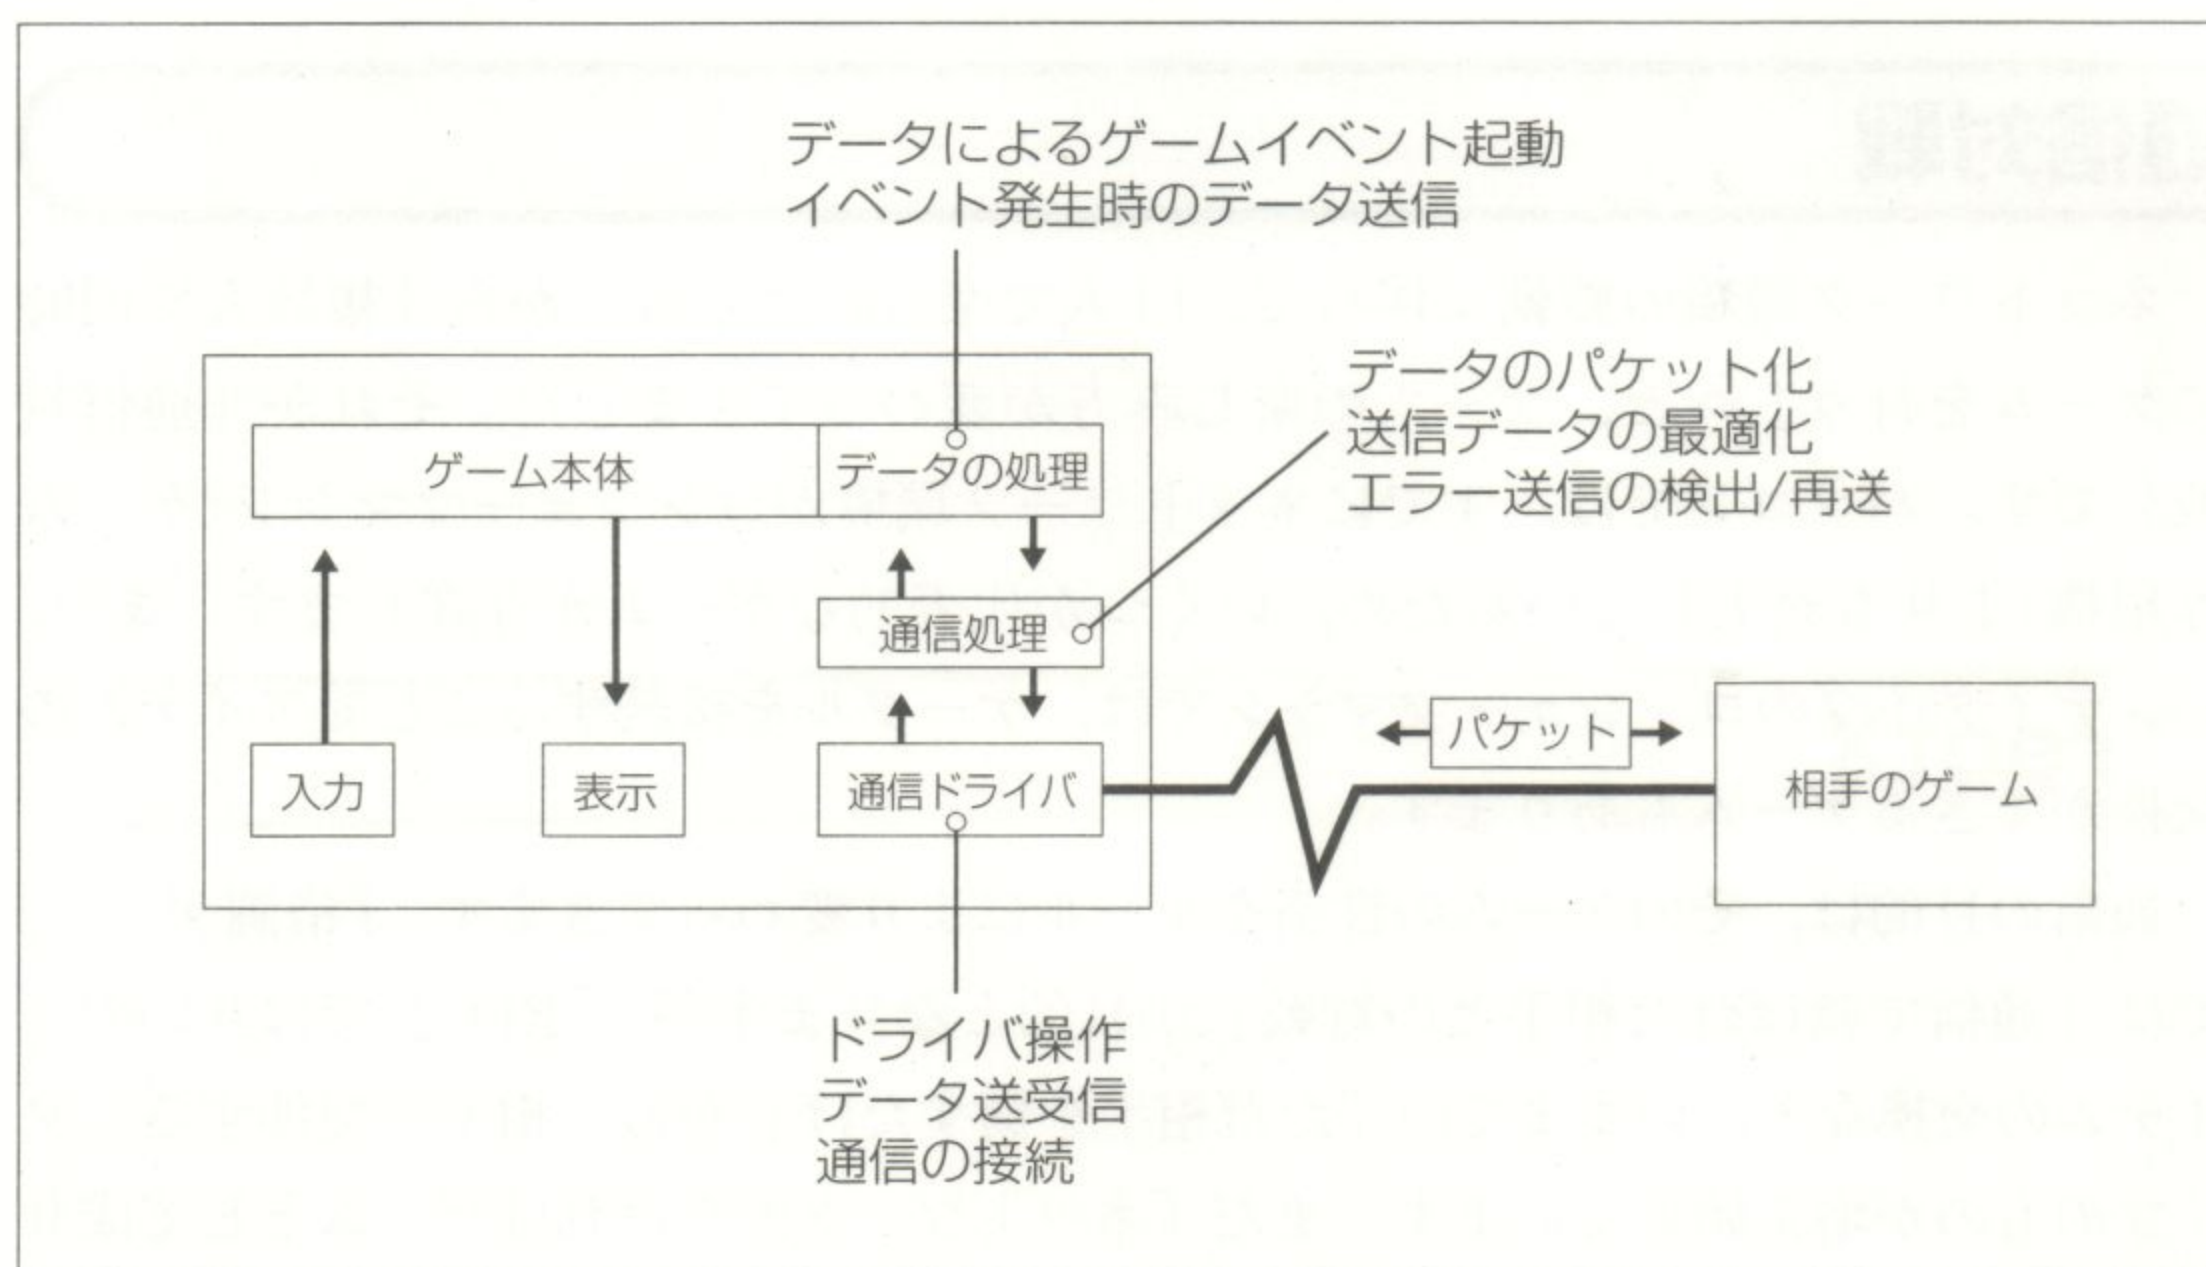 データによるゲームイベント起動
イベント発生時のデータ送信
データのパケット化
送信データの最適化
エラー送信の検出/再送
ゲーム本体
データの処理
通信処理
パケット
入力
表示
通信ドライバ
相手のゲーム
ドライバ操作
データ送受信
通信の接続